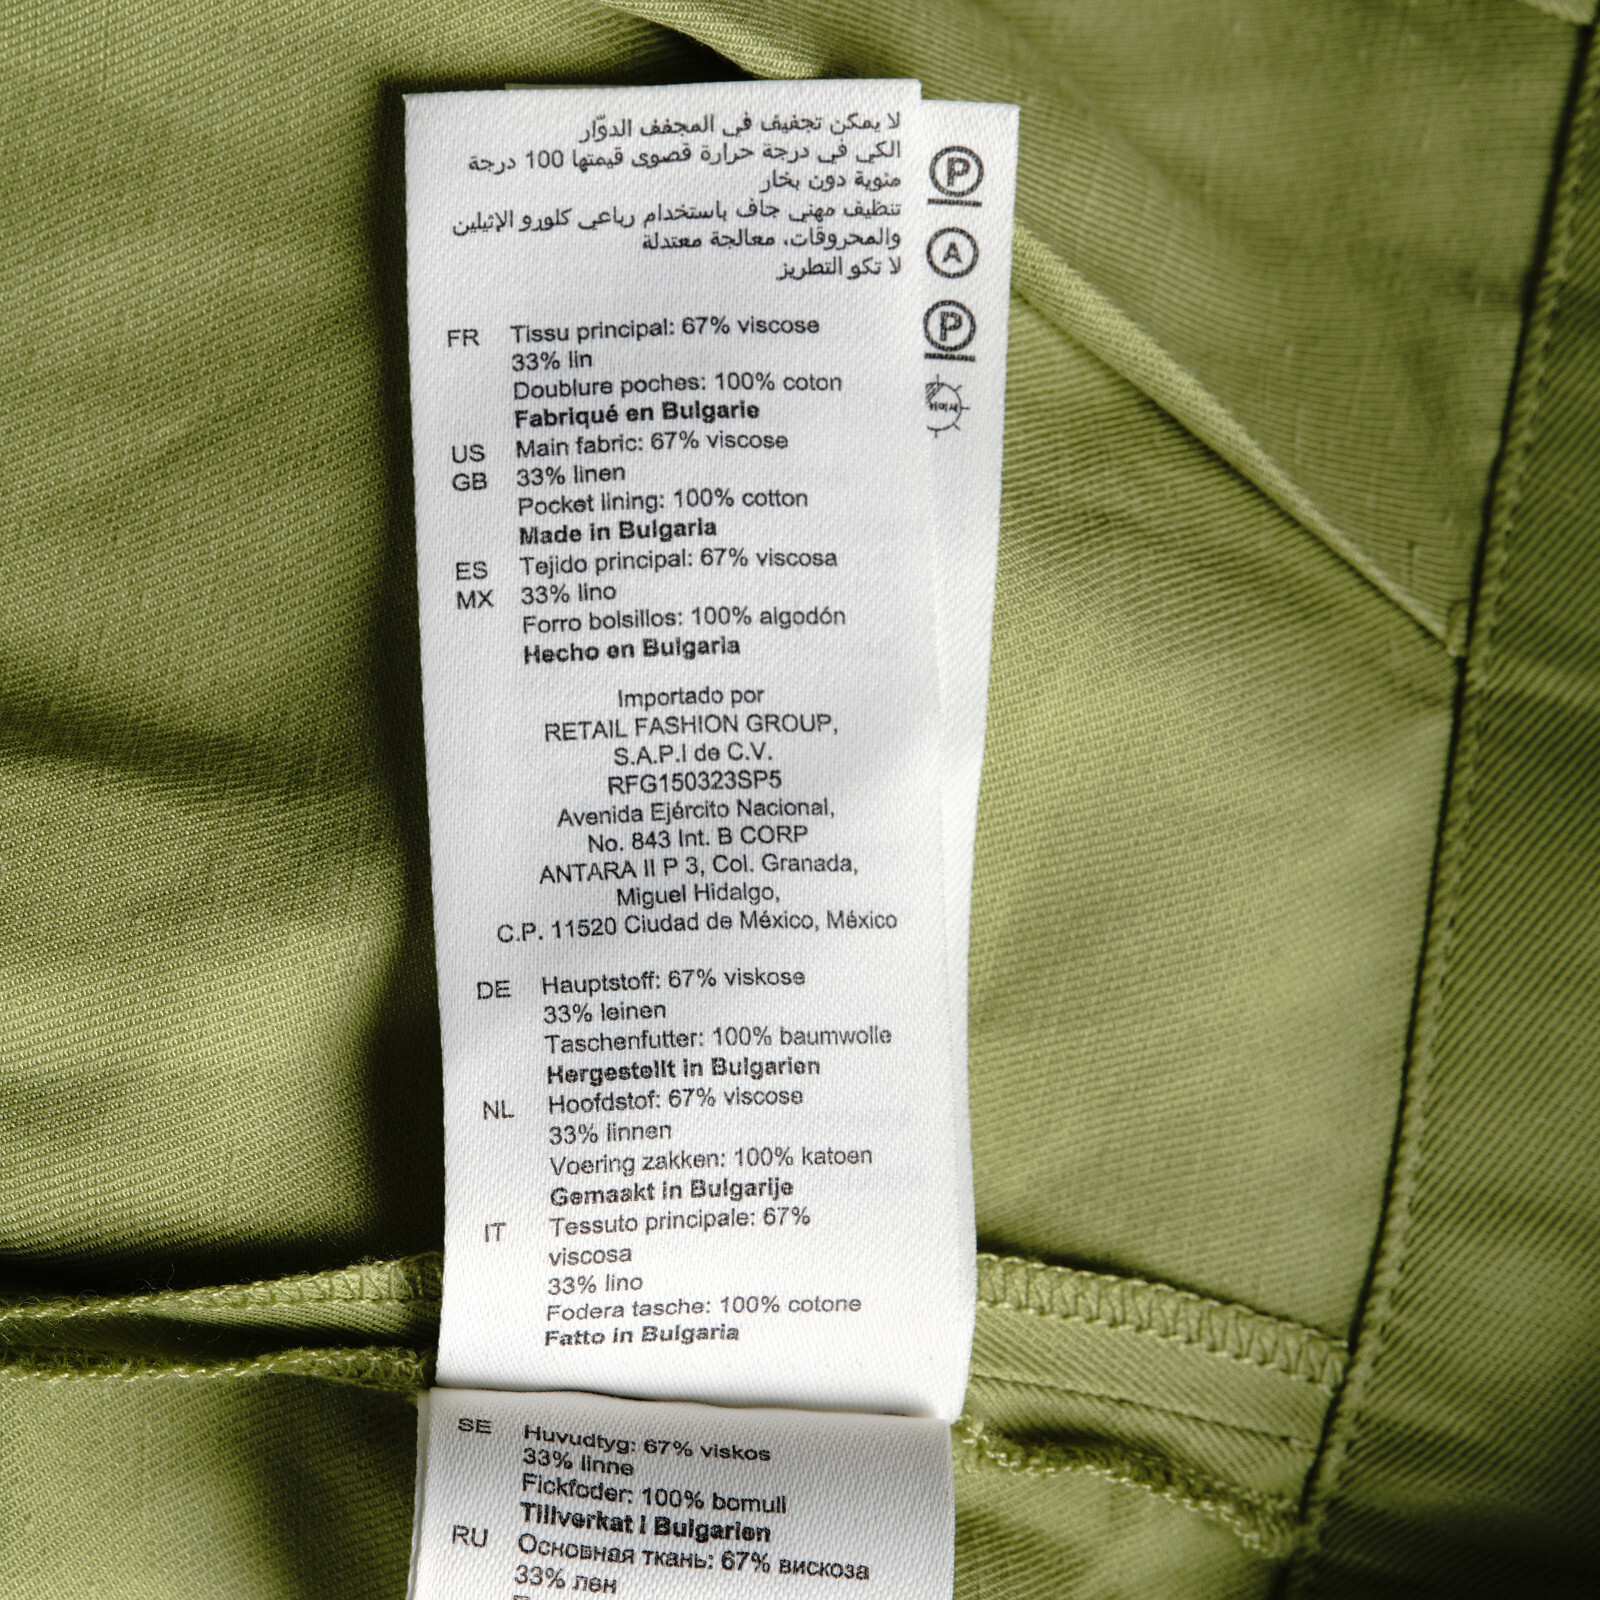 لا يمكن تجفيف في المجفف الدوّار
الكي في درجة حرارة قصوى قيمتها 100 درجة
مئوية دون بخار
تنظيف مهني جاف باستخدام رباعي كلورو الإثيلين
والمحروقات، معالجة معتدلة
لا تكو التطريز
P
A
P
FR Tissu principal: 67% viscose
33% lin
Doublure poches: 100% coton
Fabriqué en Bulgarie
US Main fabric: 67% viscose
GB 33% linen
Pocket lining: 100% cotton
Made in Bulgaria
ES Tejido principal: 67% viscosa
MX 33% lino
Forro bolsillos: 100% algodón
Hecho en Bulgaria
Importado por
RETAIL FASHION GROUP,
S.A.P.I de C.V.
RFG150323SP5
Avenida Ejército Nacional,
No. 843 Int. B CORP
ANTARA II P 3, Col. Granada,
Miguel Hidalgo,
C.P. 11520 Ciudad de México, México
DE Hauptstoff: 67% viskose
33% leinen
Taschenfutter: 100% baumwolle
Hergestellt in Bulgarien
NL Hoofdstof: 67% viscose
33% linnen
Voering zakken: 100% katoen
Gemaakt in Bulgarije
IT Tessuto principale: 67%
viscosa
33% lino
Fodera tasche: 100% cotone
Fatto in Bulgaria
SE Huvudtyg: 67% viskos
33% linne
Fickfoder: 100% bomull
Tillverkat i Bulgarien
RU Основная ткань: 67% вискоза
33% лен